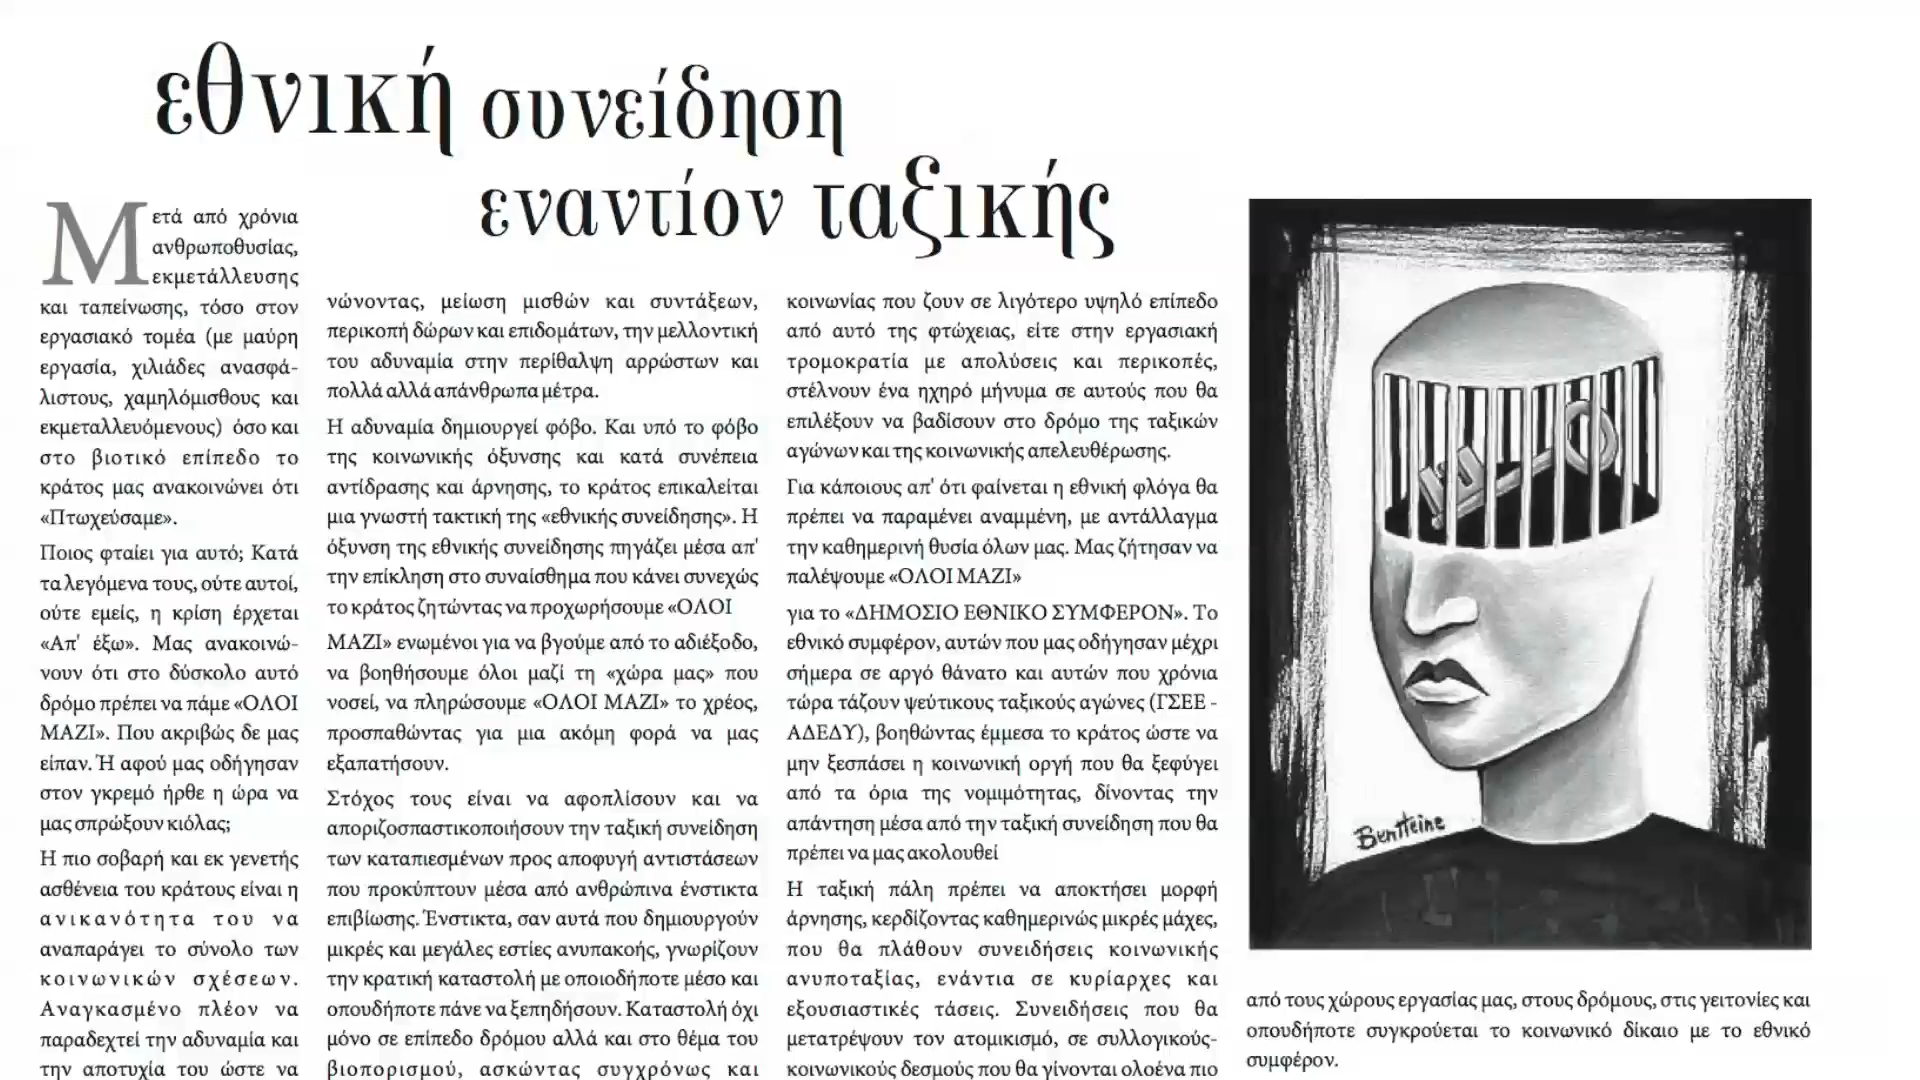 εθνική συνείδηση
εναντίον ταξικής
Μετά από χρόνια
ανθρωποθυσίας,
εκμετάλλευσης
και ταπείνωσης, τόσο στον
εργασιακό τομέα (με μαύρη
εργασία, χιλιάδες ανασφά-
λιστους, χαμηλόμισθους και
εκμεταλλευόμενους) όσο και
στο βιοτικό επίπεδο το
κράτος μας ανακοινώνει ότι
«Πτωχεύσαμε».
Ποιος φταίει για αυτό; Κατά
τα λεγόμενα τους, ούτε αυτοί,
ούτε εμείς, η κρίση έρχεται
«Απ' έξω». Μας ανακοινώ-
νουν ότι στο δύσκολο αυτό
δρόμο πρέπει να πάμε «ΟΛΟΙ
ΜΑΖΙ». Που ακριβώς δε μας
είπαν. Ή αφού μας οδήγησαν
στον γκρεμό ήρθε η ώρα να
μας σπρώξουν κιόλας;
Η πιο σοβαρή και εκ γενετής
ασθένεια του κράτους είναι η
ανικανότητα του να
αναπαράγει το σύνολο των
κοινωνικών σχέσεων.
Αναγκασμένο πλέον να
παραδεχτεί την αδυναμία και
την αποτυχία του ώστε να
νώνοντας, μείωση μισθών και συντάξεων,
περικοπή δώρων και επιδομάτων, την μελλοντική
του αδυναμία στην περίθαλψη αρρώστων και
πολλά αλλά απάνθρωπα μέτρα.
Η αδυναμία δημιουργεί φόβο. Και υπό το φόβο
της κοινωνικής όξυνσης και κατά συνέπεια
αντίδρασης και άρνησης, το κράτος επικαλείται
μια γνωστή τακτική της «εθνικής συνείδησης». Η
όξυνση της εθνικής συνείδησης πηγάζει μέσα απ'
την επίκληση στο συναίσθημα που κάνει συνεχώς
το κράτος ζητώντας να προχωρήσουμε «ΟΛΟΙ
ΜΑΖΙ» ενωμένοι για να βγούμε από το αδιέξοδο,
να βοηθήσουμε όλοι μαζί τη «χώρα μας» που
νοσεί, να πληρώσουμε «ΟΛΟΙ ΜΑΖΙ» το χρέος,
προσπαθώντας για μια ακόμη φορά να μας
εξαπατήσουν.
Στόχος τους είναι να αφοπλίσουν και να
αποριζοσπαστικοποιήσουν την ταξική συνείδηση
των καταπιεσμένων προς αποφυγή αντιστάσεων
που προκύπτουν μέσα από ανθρώπινα ένστικτα
επιβίωσης. Ένστικτα, σαν αυτά που δημιουργούν
μικρές και μεγάλες εστίες ανυπακοής, γνωρίζουν
την κρατική καταστολή με οποιοδήποτε μέσο και
οπουδήποτε πάνε να ξεπηδήσουν. Καταστολή όχι
μόνο σε επίπεδο δρόμου αλλά και στο θέμα του
βιοπορισμού, ασκώντας συγχρόνως και
κοινωνίας που ζουν σε λιγότερο υψηλό επίπεδο
από αυτό της φτώχειας, είτε στην εργασιακή
τρομοκρατία με απολύσεις και περικοπές,
στέλνουν ένα ηχηρό μήνυμα σε αυτούς που θα
επιλέξουν να βαδίσουν στο δρόμο της ταξικών
αγώνων και της κοινωνικής απελευθέρωσης.
Για κάποιους απ' ότι φαίνεται η εθνική φλόγα θα
πρέπει να παραμένει αναμμένη, με αντάλλαγμα
την καθημερινή θυσία όλων μας. Μας ζήτησαν να
παλέψουμε «ΟΛΟΙ ΜΑΖΙ»
για το «ΔΗΜΟΣΙΟ ΕΘΝΙΚΟ ΣΥΜΦΕΡΟΝ». Το
εθνικό συμφέρον, αυτών που μας οδήγησαν μέχρι
σήμερα σε αργό θάνατο και αυτών που χρόνια
τώρα τάζουν ψεύτικους ταξικούς αγώνες (ΓΣΕΕ -
ΑΔΕΔΥ), βοηθώντας έμμεσα το κράτος ώστε να
μην ξεσπάσει η κοινωνική οργή που θα ξεφύγει
από τα όρια της νομιμότητας, δίνοντας την
απάντηση μέσα από την ταξική συνείδηση που θα
πρέπει να μας ακολουθεί
Η ταξική πάλη πρέπει να αποκτήσει μορφή
άρνησης, κερδίζοντας καθημερινώς μικρές μάχες,
που θα πλάθουν συνειδήσεις κοινωνικής
ανυποταξίας, ενάντια σε κυρίαρχες και
εξουσιαστικές τάσεις. Συνειδήσεις που θα
μετατρέψουν τον ατομικισμό, σε συλλογικούς-
κοινωνικούς δεσμούς που θα γίνονται ολοένα πιο
BenHeine
από τους χώρους εργασίας μας, στους δρόμους, στις γειτονίες και
οπουδήποτε συγκρούεται το κοινωνικό δίκαιο με το εθνικό
συμφέρον.